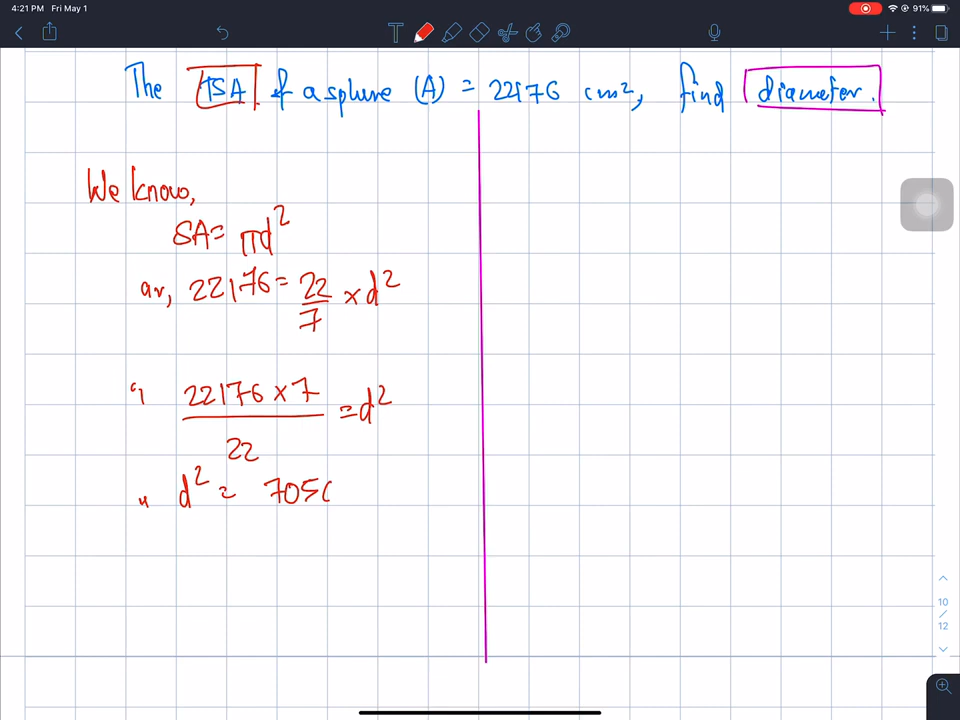 4:21 PM Fri May 1
91%
The TSA of a sphere (A) = 22176 cm², find diameter.
We know,
SA = πd²
or, 22176 = 22/7 × d²
" 22176 × 7 / 22 = d²
" d² = 705
10
/
12